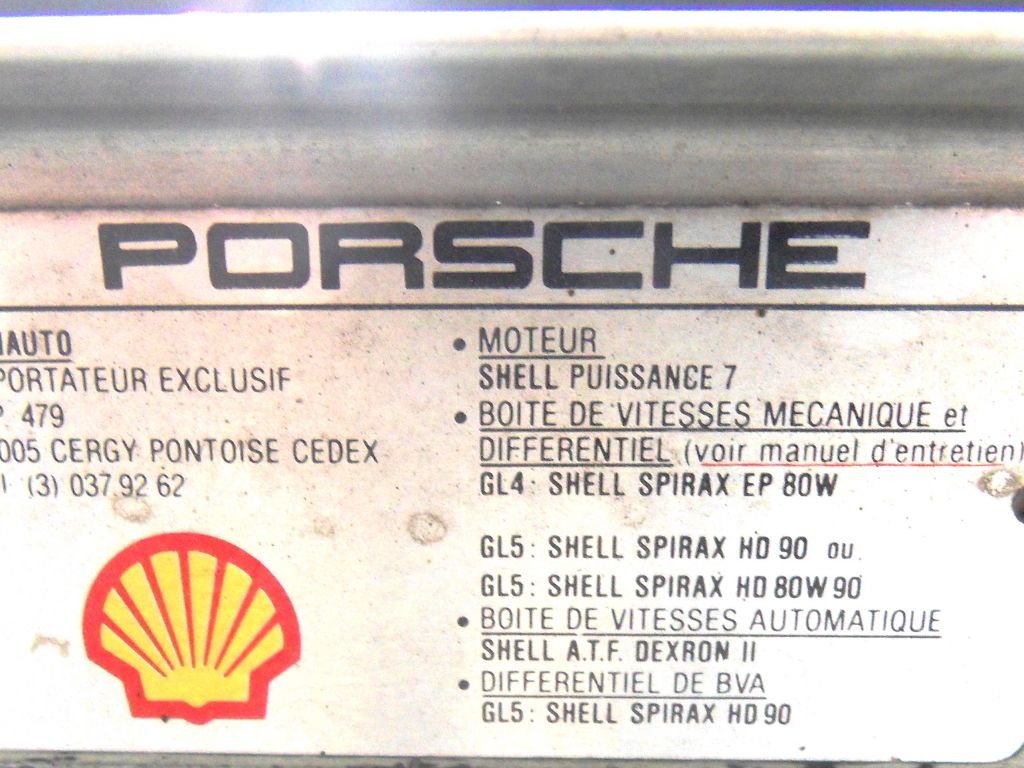 PORSCHE
AUTO
PORTATEUR EXCLUSIF
P. 479
005 CERGY PONTOISE CEDEX
(3) 037 92 62
• MOTEUR
SHELL PUISSANCE 7
• BOITE DE VITESSES MECANIQUE et
DIFFERENTIEL (voir manuel d'entretien)
GL4: SHELL SPIRAX EP 80W
GL5: SHELL SPIRAX HD 90 ou
GL5: SHELL SPIRAX HD 80W 90
• BOITE DE VITESSES AUTOMATIQUE
SHELL A.T.F. DEXRON II
• DIFFERENTIEL DE BVA
GL5: SHELL SPIRAX HD 90